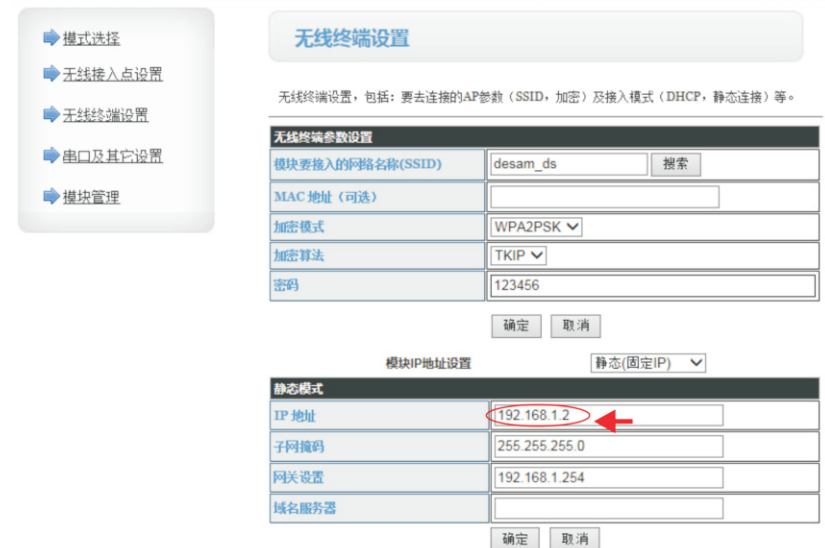 模式选择
无线接入点设置
无线终端设置
串口及其它设置
模块管理
无线终端设置
无线终端设置，包括：要去连接的AP参数（SSID，加密）及接入模式（DHCP，静态连接）等。
无线终端参数设置
模块要接入的网络名称(SSID) desam_ds 搜索
MAC 地址（可选）
加密模式 WPA2PSK
加密算法 TKIP
密码 123456
确定 取消
模块IP地址设置 静态(固定IP)
静态模式
IP 地址 192.168.1.2
子网掩码 255.255.255.0
网关设置 192.168.1.254
域名服务器
确定 取消